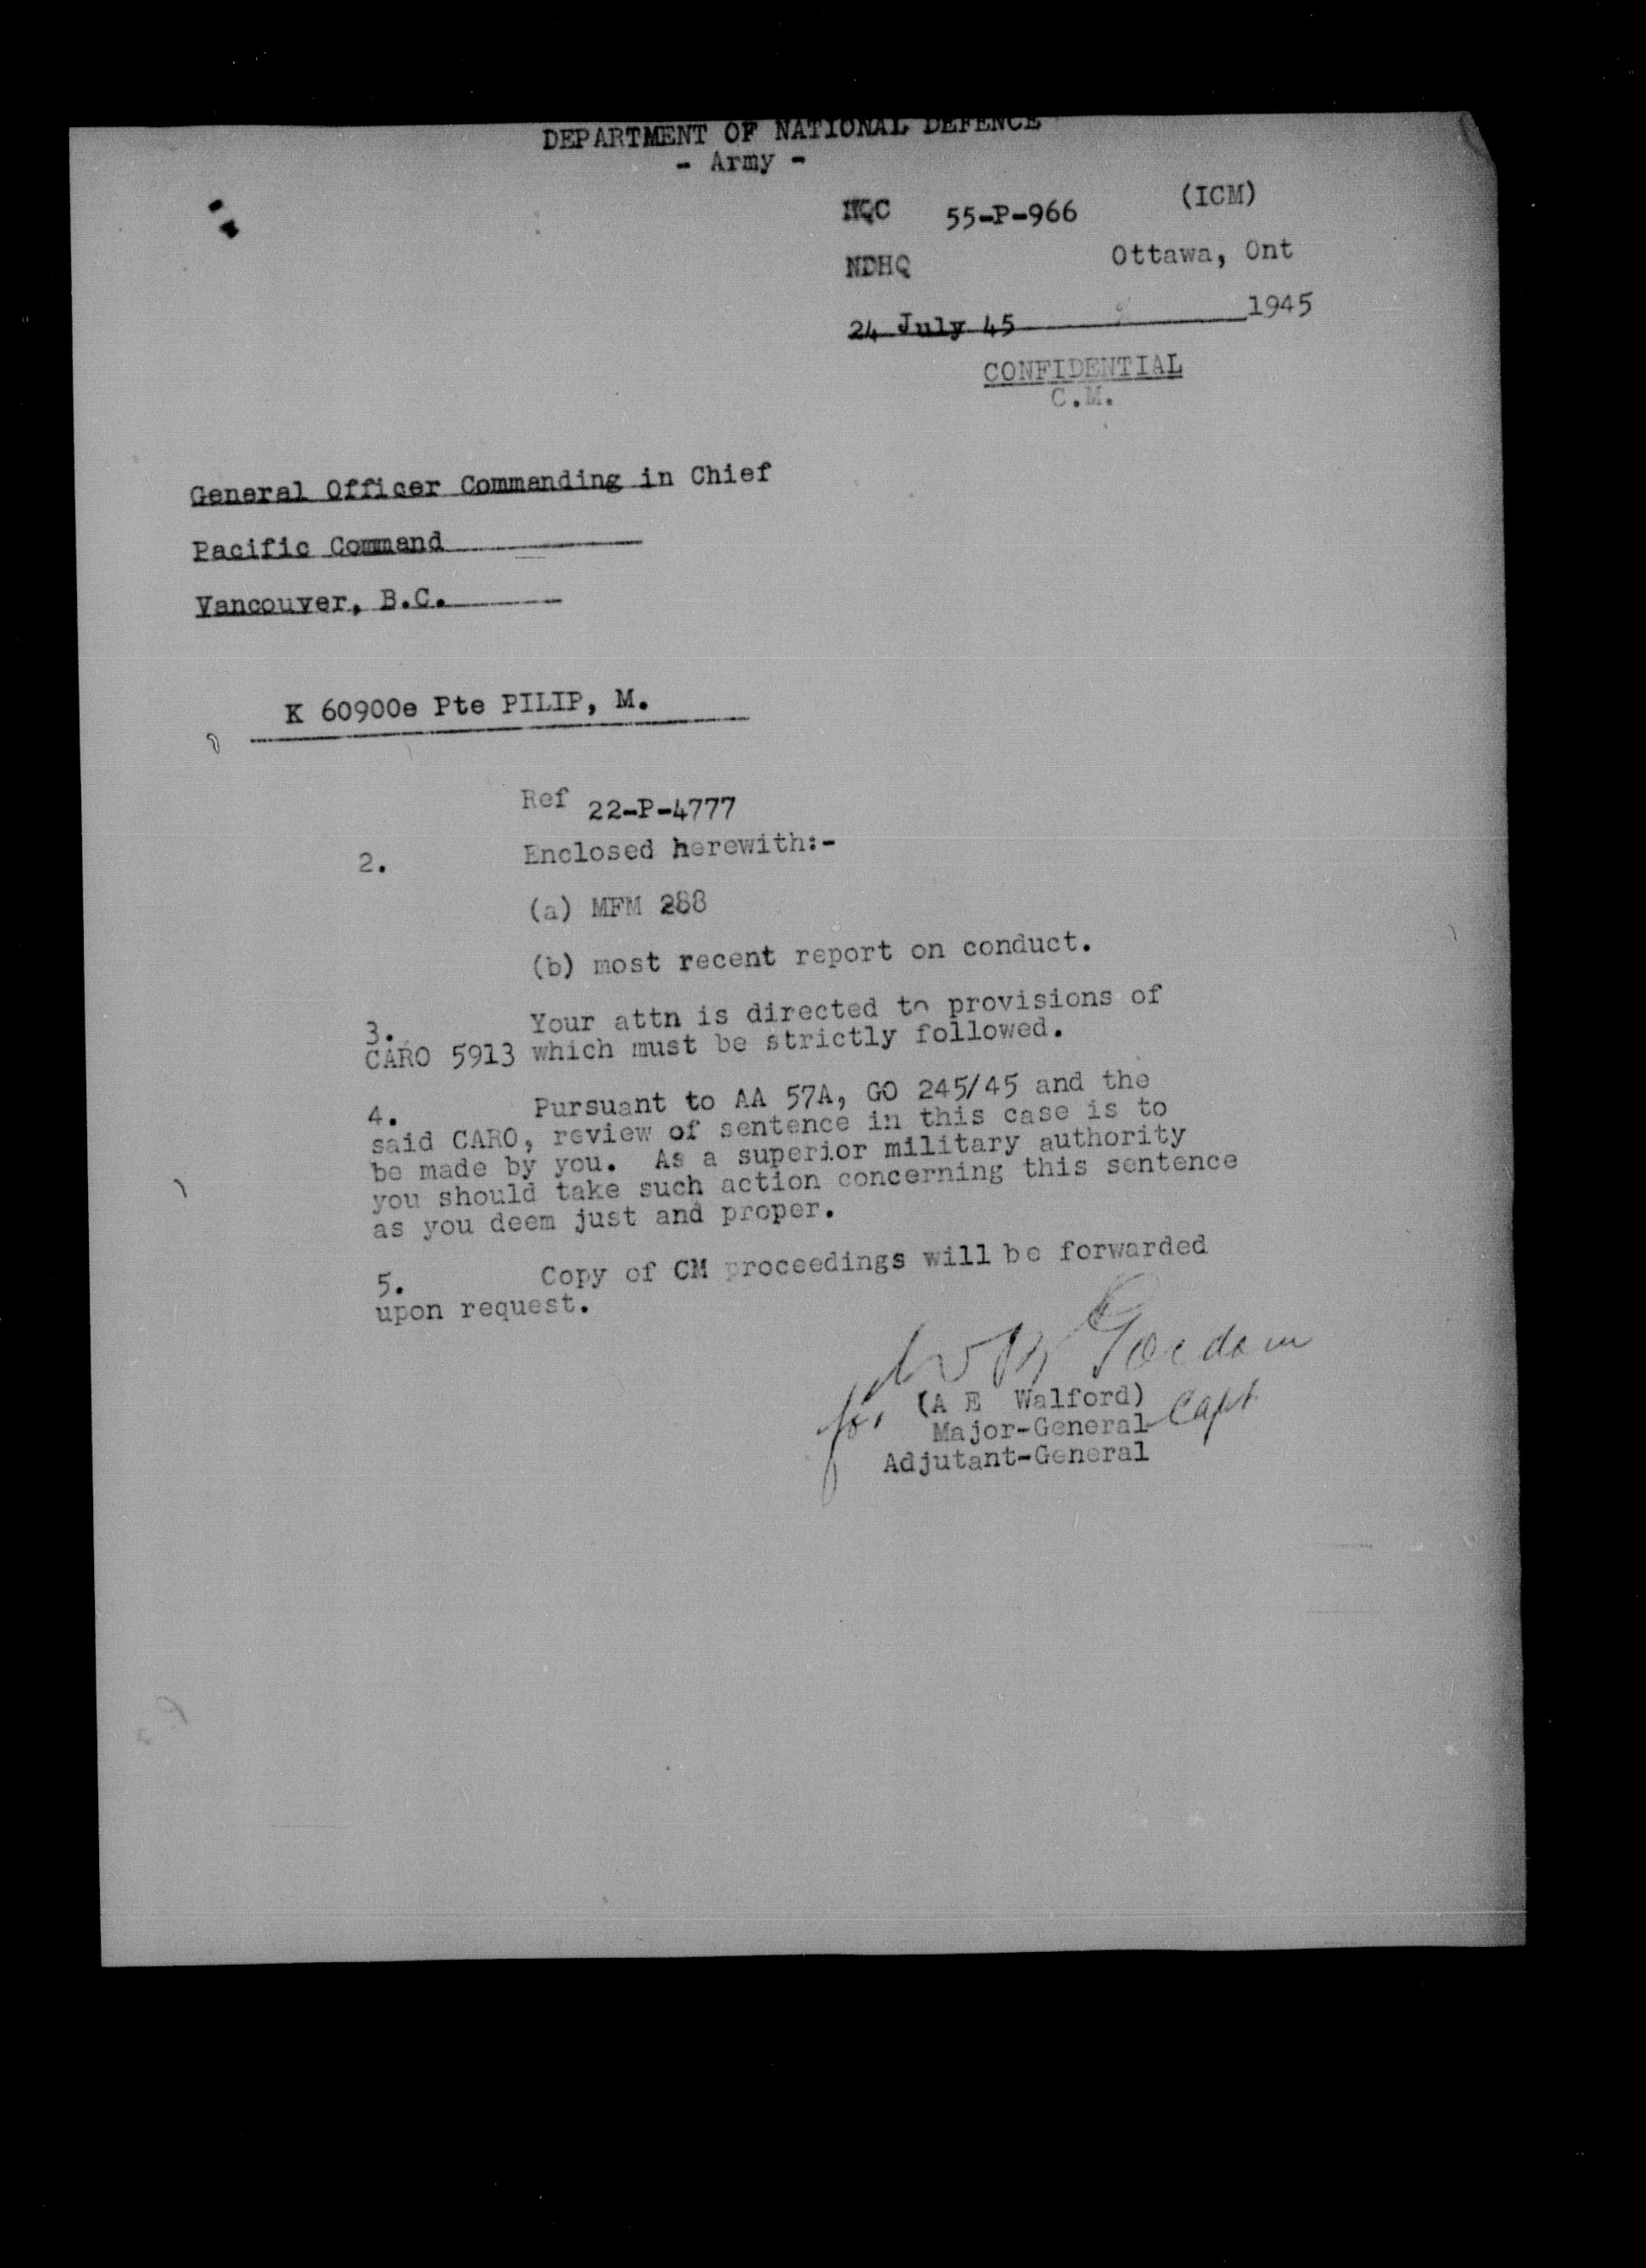 DEPARTMENT OF NATIONAL DEFENCE
- Army -
HQC 55-P-966 (ICM)
NDHQ Ottawa, Ont
24 July 45 1945
CONFIDENTIAL
C.M.
General Officer Commanding in Chief
Pacific Command
Vancouver, B.C.
K 60900e Pte PILIP, M.
Ref 22-P-4777
2. Enclosed herewith:-
(a) MFM 288
(b) most recent report on conduct.
3. Your attn is directed to provisions of
CARO 5913 which must be strictly followed.
4. Pursuant to AA 57A, GO 245/45 and the
said CARO, review of sentence in this case is to
be made by you. As a superior military authority
you should take such action concerning this sentence
as you deem just and proper.
5. Copy of CM proceedings will be forwarded
upon request.
Gordon
for (A E Walford) Capt
Major-General
Adjutant-General